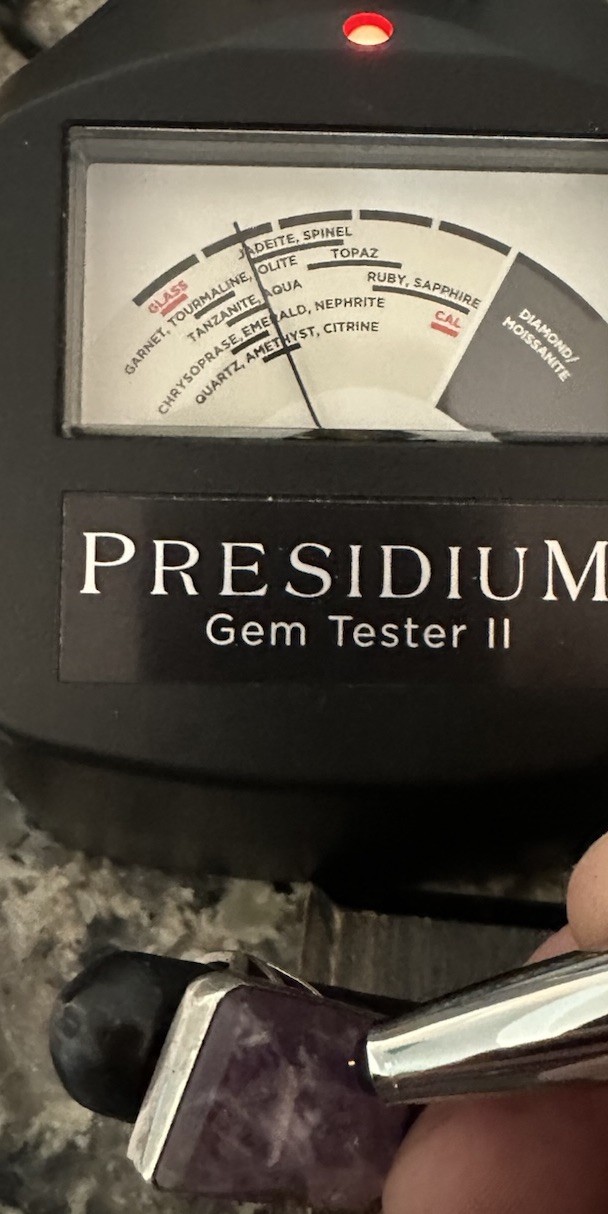 JADEITE, SPINEL
TOPAZ
RUBY, SAPPHIRE
GLASS
GARNET, TOURMALINE, IOLITE
TANZANITE, AQUA
CHRYSOPRASE, EMERALD, NEPHRITE
QUARTZ, AMETHYST, CITRINE
CAL
DIAMOND/
MOISSANITE
PRESIDIUM
Gem Tester II